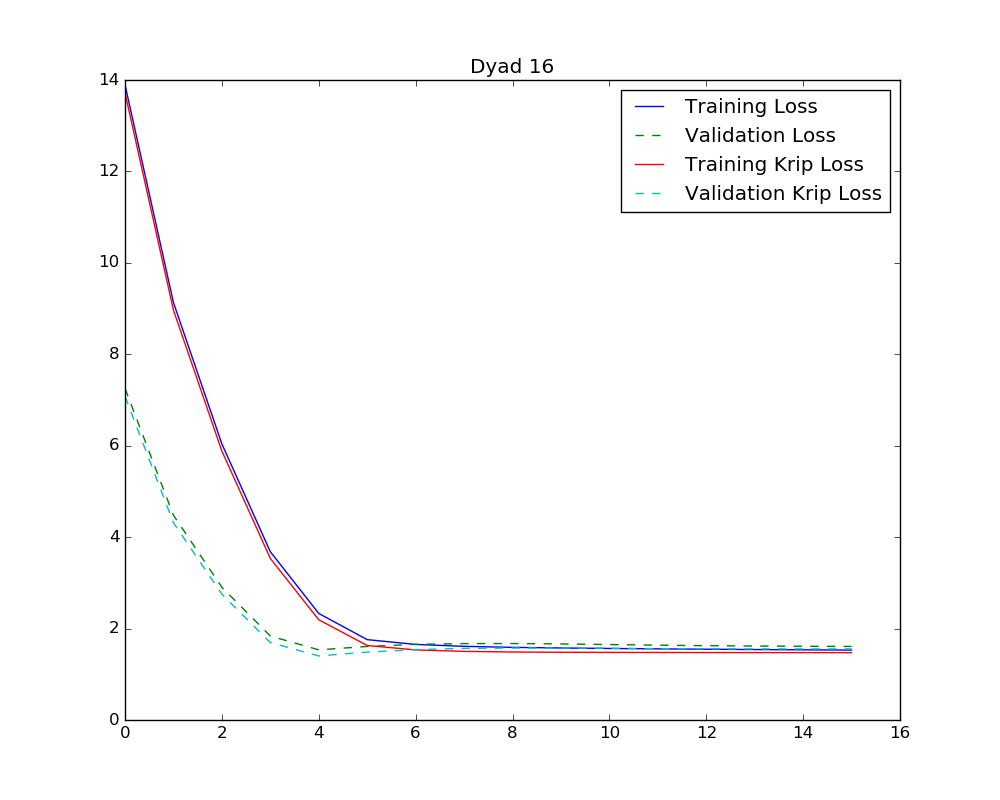 Dyad 16
Training Loss
Validation Loss
Training Krip Loss
Validation Krip Loss
14
12
10
8
6
4
2
0
0 2 4 6 8 10 12 14 16